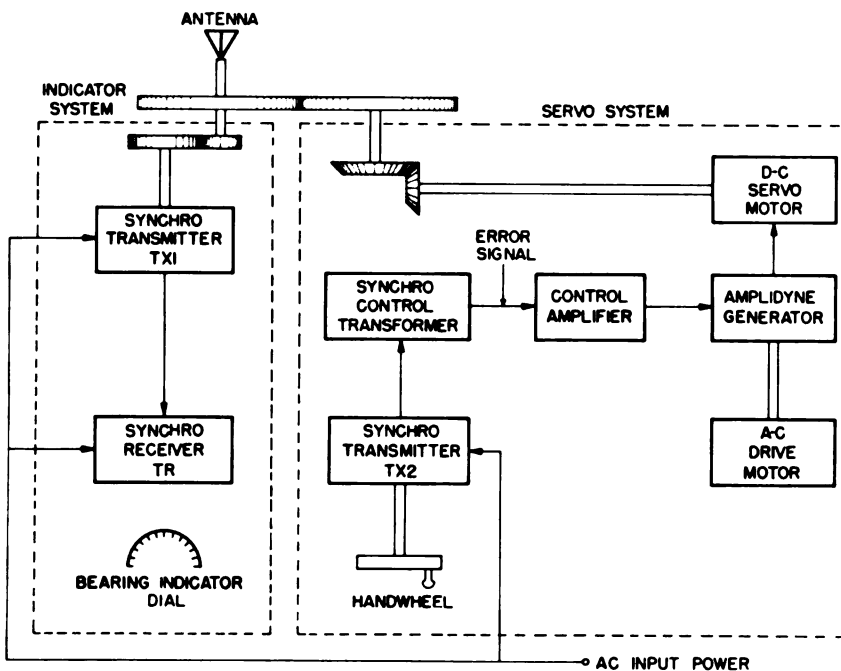 ANTENNA
INDICATOR
SYSTEM
SERVO SYSTEM
D-C
SERVO
MOTOR
SYNCHRO
TRANSMITTER
TX1
ERROR
SIGNAL
SYNCHRO
CONTROL
TRANSFORMER
CONTROL
AMPLIFIER
AMPLIDYNE
GENERATOR
SYNCHRO
RECEIVER
TR
SYNCHRO
TRANSMITTER
TX2
A-C
DRIVE
MOTOR
BEARING INDICATOR
DIAL
HANDWHEEL
AC INPUT POWER